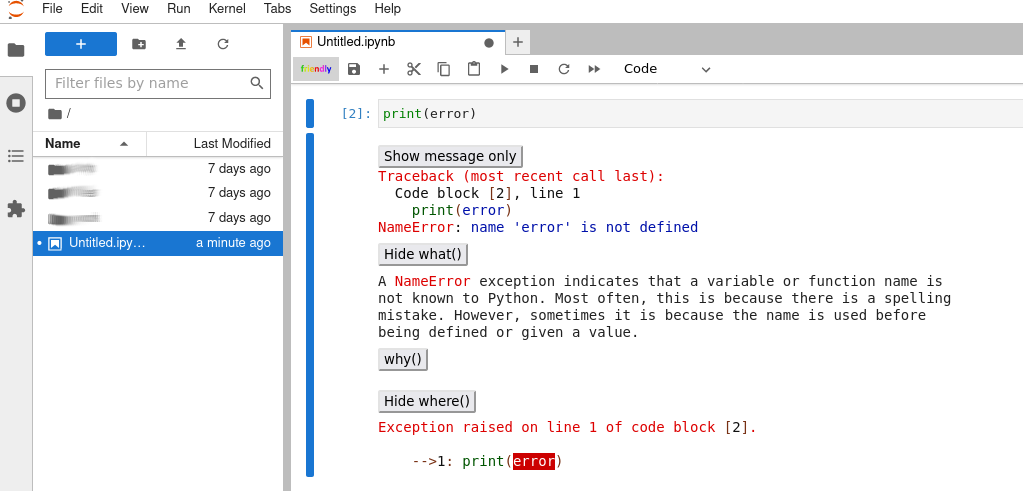 File Edit View Run Kernel Tabs Settings Help
Untitled.ipynb
friendly
Code
Filter files by name
/
Name Last Modified
7 days ago
7 days ago
7 days ago
Untitled.ipy… a minute ago
[2]: print(error)
Show message only
Traceback (most recent call last):
Code block [2], line 1
print(error)
NameError: name 'error' is not defined
Hide what()
A NameError exception indicates that a variable or function name is
not known to Python. Most often, this is because there is a spelling
mistake. However, sometimes it is because the name is used before
being defined or given a value.
why()
Hide where()
Exception raised on line 1 of code block [2].
-->1: print(error)